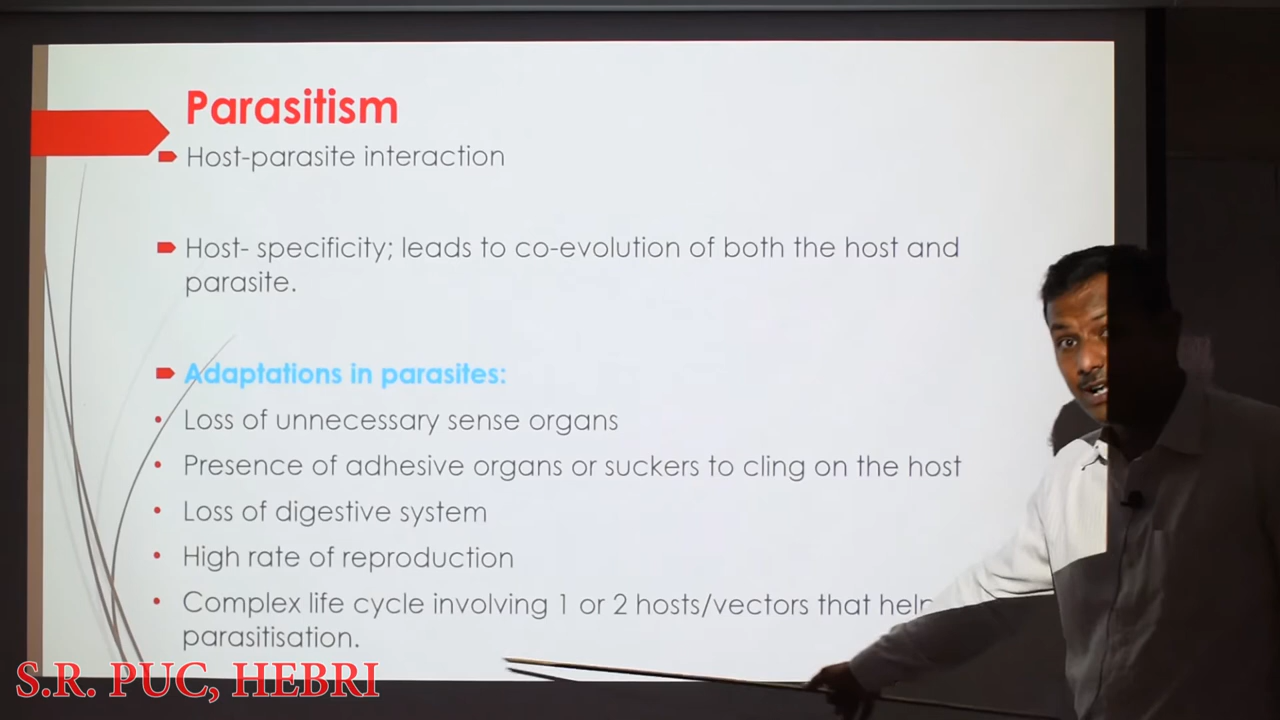 Parasitism
Host-parasite interaction
Host- specificity; leads to co-evolution of both the host and
parasite.
Adaptations in parasites:
Loss of unnecessary sense organs
Presence of adhesive organs or suckers to cling on the host
Loss of digestive system
High rate of reproduction
Complex life cycle involving 1 or 2 hosts/vectors that help
parasitisation.
S.R. PUC, HEBRI